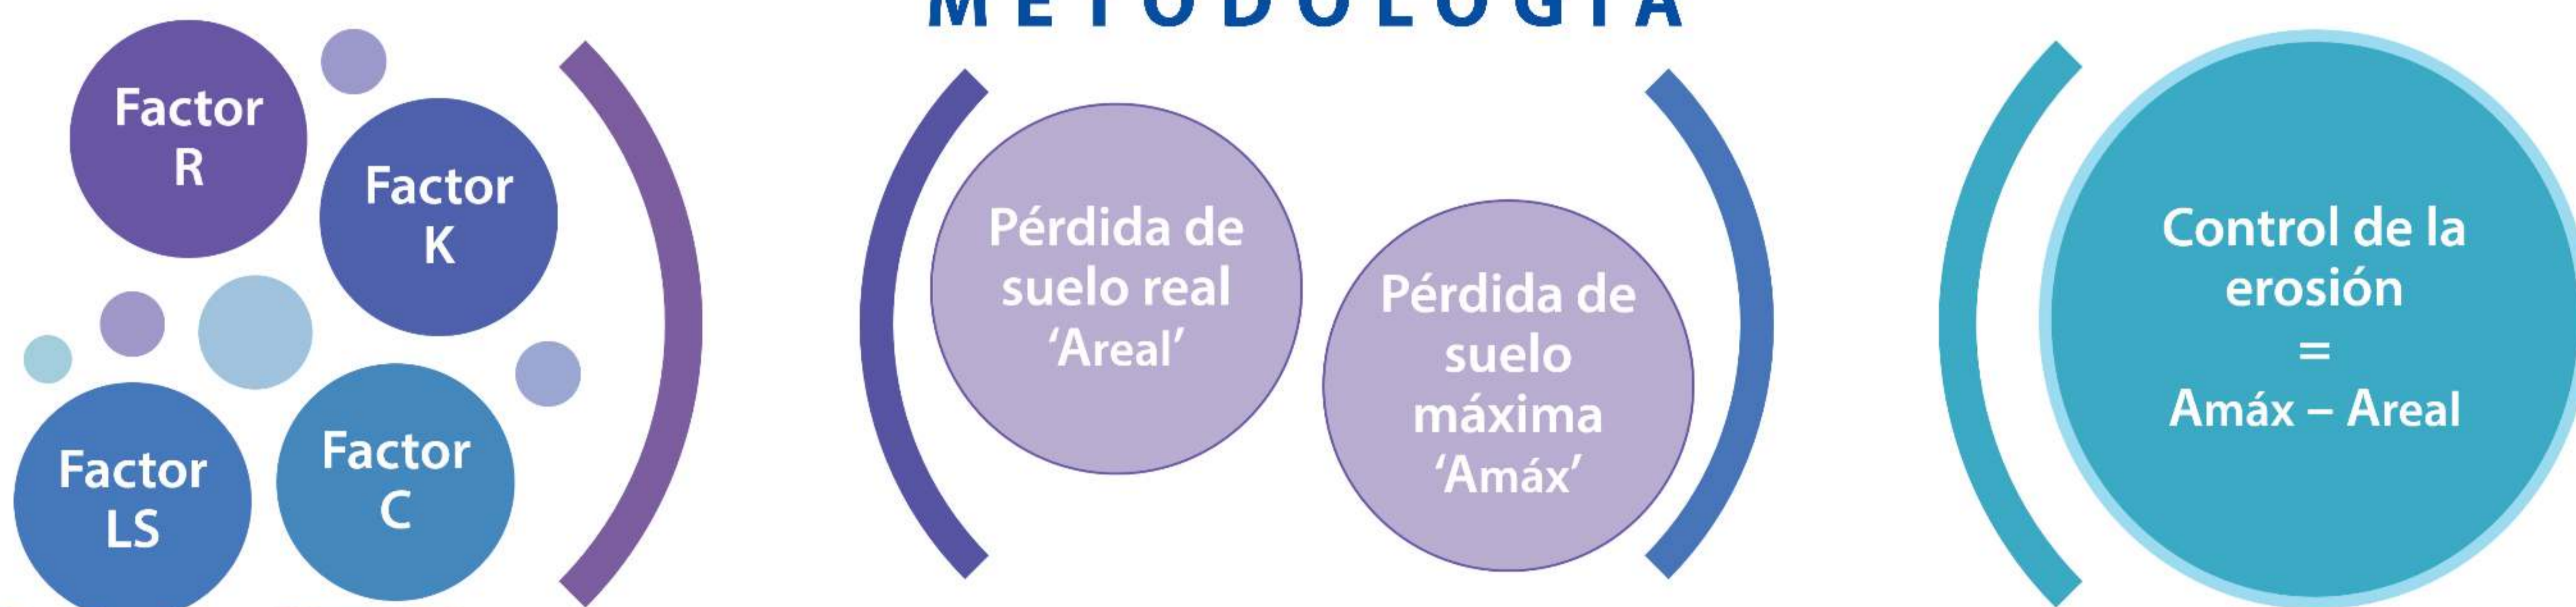 METODOLOGÍA
Factor
R
Factor
K
Factor
LS
Factor
C
Pérdida de
suelo real
‘Areal’
Pérdida de
suelo
máxima
‘Amáx’
Control de la
erosión
=
Amáx – Areal